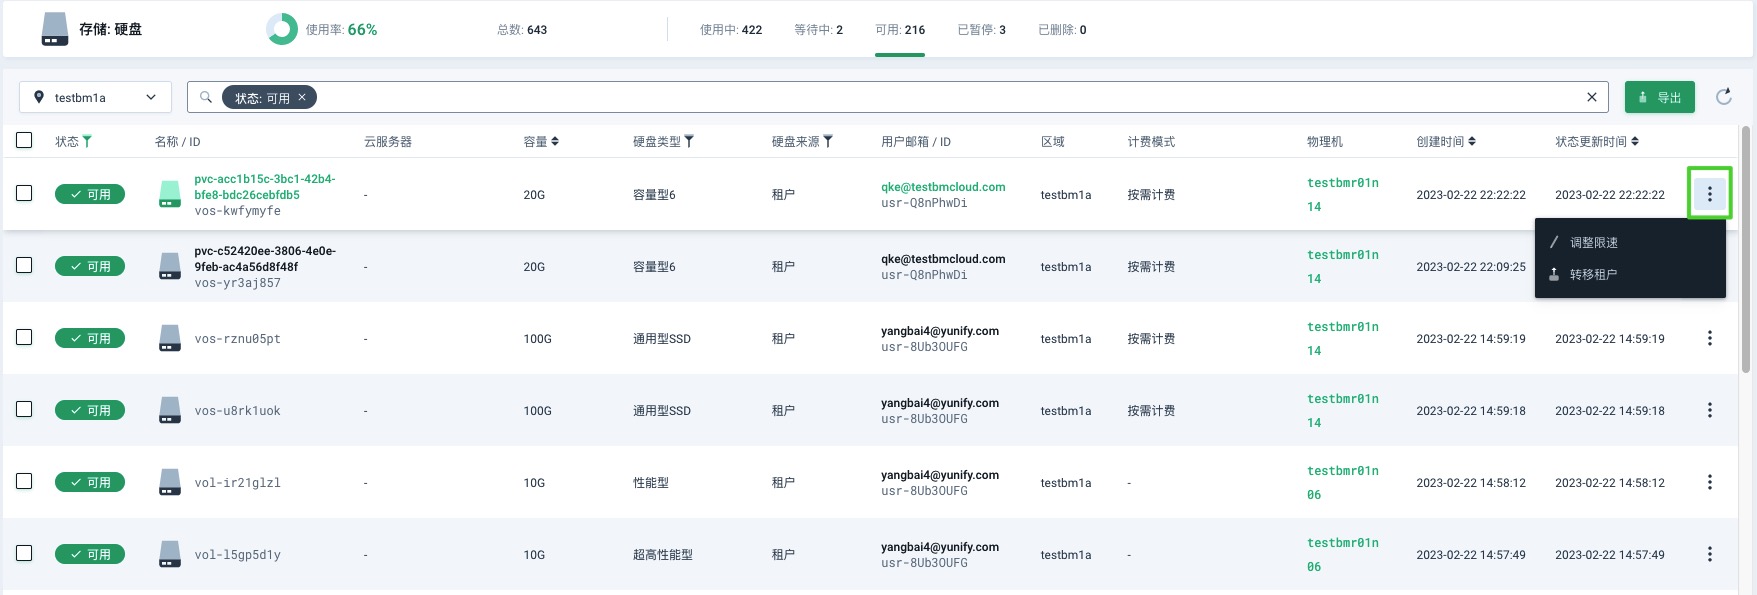 存储: 硬盘
使用率: 66%
总数: 643
使用中: 422
等待中: 2
可用: 216
已暂停: 3
已删除: 0
testbm1a
状态: 可用
导出
状态 名称 / ID 云服务器 容量 硬盘类型 硬盘来源 用户邮箱 / ID 区域 计费模式 物理机 创建时间 状态更新时间
可用
pvc-acc1b15c-3bc1-42b4-
bfe8-bdc26cebfdb5
vos-kwfymyfe
-
20G
容量型6
租户
qke@testbmcloud.com
usr-Q8nPhwDi
testbm1a
按需计费
testbmr01n
14
2023-02-22 22:22:22
2023-02-22 22:22:22
调整限速
转移租户
可用
pvc-c52420ee-3806-4e0e-
9feb-ac4a56d8f48f
vos-yr3aj857
-
20G
容量型6
租户
qke@testbmcloud.com
usr-Q8nPhwDi
testbm1a
按需计费
testbmr01n
14
2023-02-22 22:09:25
可用
vos-rznu05pt
-
100G
通用型SSD
租户
yangbai4@yunify.com
usr-8Ub3OUFG
testbm1a
按需计费
testbmr01n
14
2023-02-22 14:59:19
2023-02-22 14:59:19
可用
vos-u8rk1uok
-
100G
通用型SSD
租户
yangbai4@yunify.com
usr-8Ub3OUFG
testbm1a
按需计费
testbmr01n
14
2023-02-22 14:59:18
2023-02-22 14:59:18
可用
vol-ir21glzl
-
10G
性能型
租户
yangbai4@yunify.com
usr-8Ub3OUFG
testbm1a
-
testbmr01n
06
2023-02-22 14:58:12
2023-02-22 14:58:12
可用
vol-l5gp5d1y
-
10G
超高性能型
租户
yangbai4@yunify.com
usr-8Ub3OUFG
testbm1a
-
testbmr01n
06
2023-02-22 14:57:49
2023-02-22 14:57:49